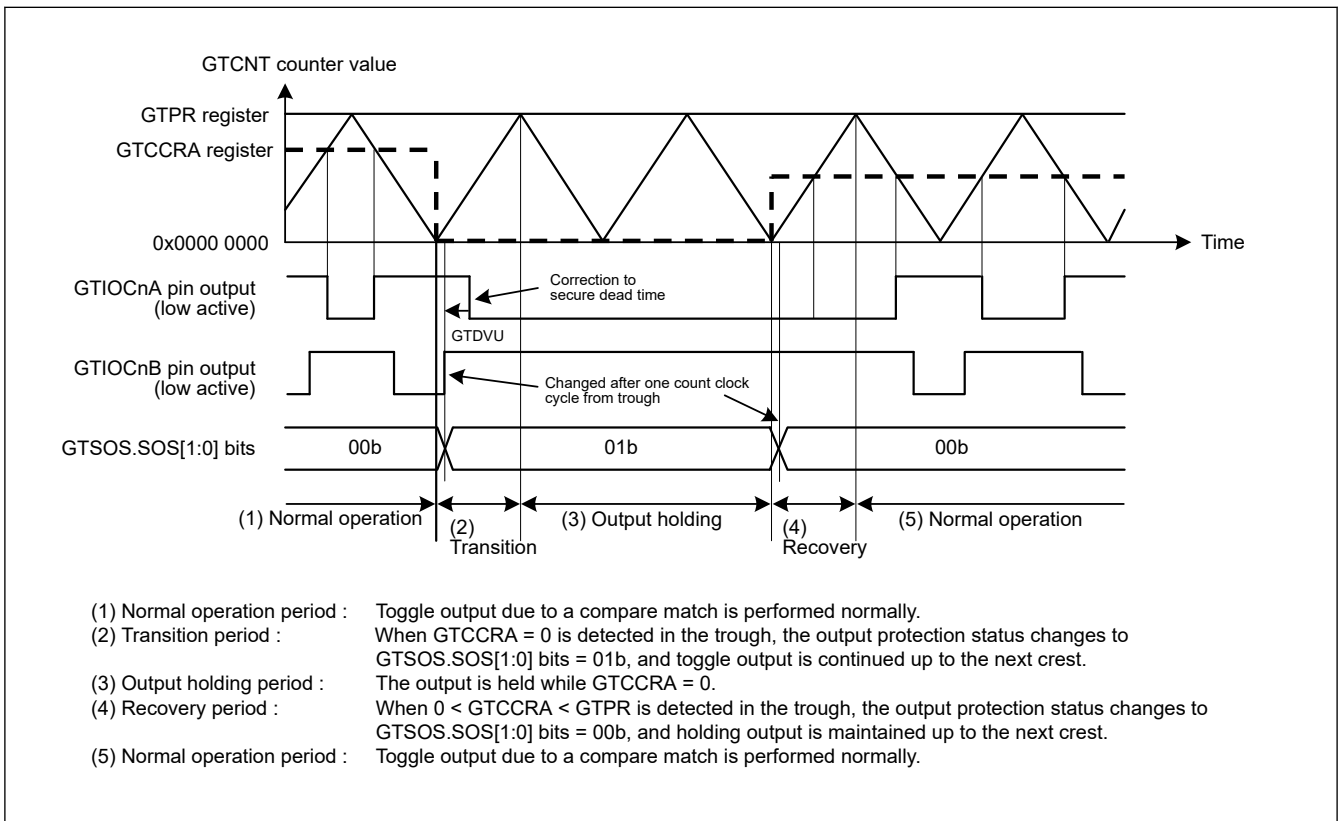 GTCNT counter value
GTPR register
GTCCRA register
0x0000 0000
Time
GTIOCnA pin output
(low active)
Correction to
secure dead time
GTDVU
GTIOCnB pin output
(low active)
Changed after one count clock
cycle from trough
GTSOS.SOS[1:0] bits
00b
01b
00b
(1) Normal operation
(2)
Transition
(3) Output holding
(4)
Recovery
(5) Normal operation
(1) Normal operation period : Toggle output due to a compare match is performed normally.
(2) Transition period : When GTCCRA = 0 is detected in the trough, the output protection status changes to
GTSOS.SOS[1:0] bits = 01b, and toggle output is continued up to the next crest.
(3) Output holding period : The output is held while GTCCRA = 0.
(4) Recovery period : When 0 < GTCCRA < GTPR is detected in the trough, the output protection status changes to
GTSOS.SOS[1:0] bits = 00b, and holding output is maintained up to the next crest.
(5) Normal operation period : Toggle output due to a compare match is performed normally.